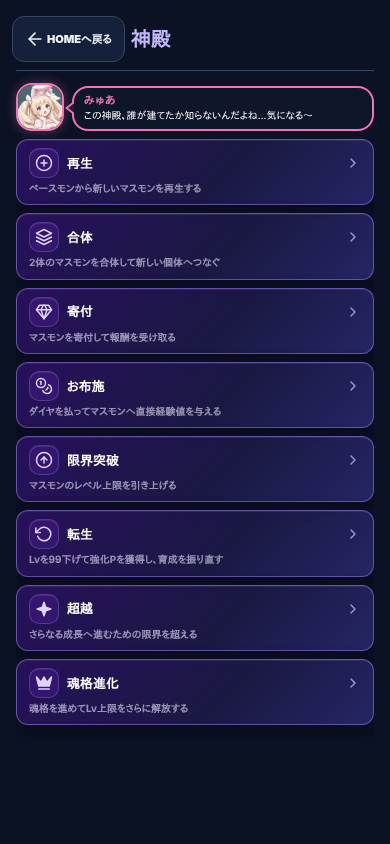 HOMEへ戻る 神殿
みゅあ
この神殿、誰が建てたか知らないんだよね…気になる〜
再生
ベースモンから新しいマスモンを再生する
合体
2体のマスモンを合体して新しい個体へつなぐ
寄付
マスモンを寄付して報酬を受け取る
お布施
ダイヤを払ってマスモンへ直接経験値を与える
限界突破
マスモンのレベル上限を引き上げる
転生
Lvを99下げて強化Pを獲得し、育成を振り直す
超越
さらなる成長へ進むための限界を超える
魂格進化
魂格を進めてLv上限をさらに解放する